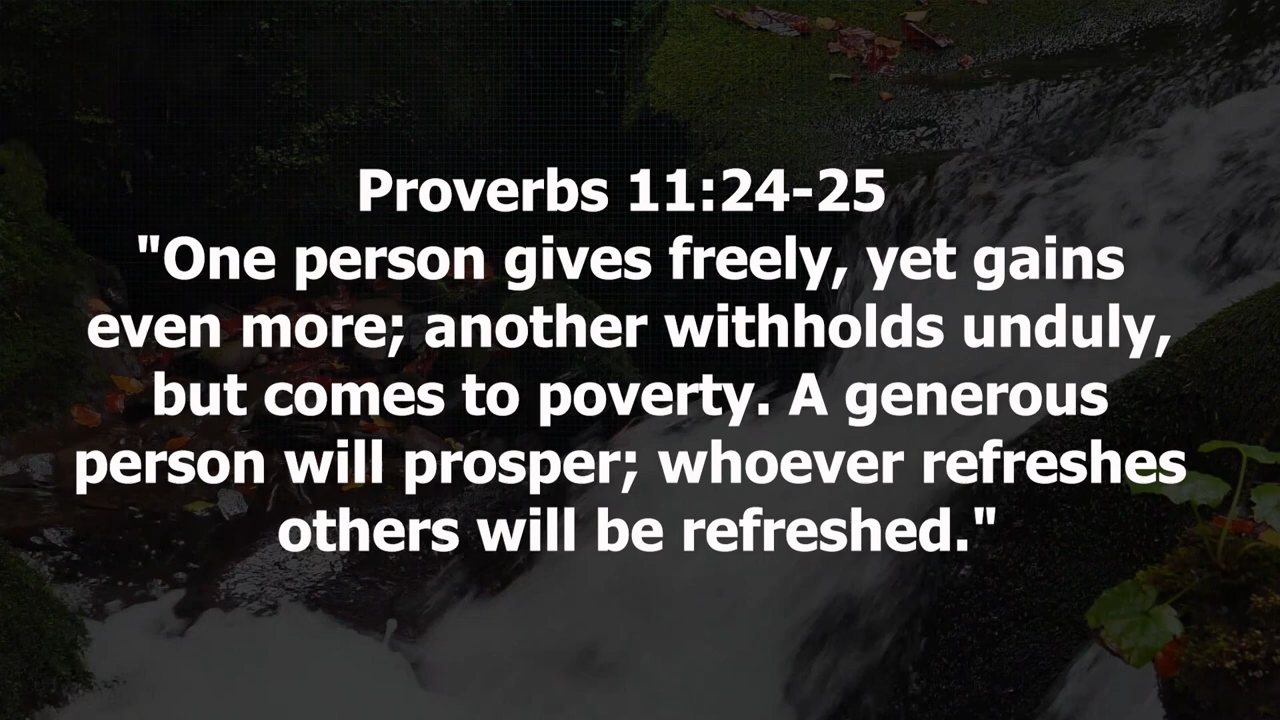 Proverbs 11:24-25
"One person gives freely, yet gains
even more; another withholds unduly,
but comes to poverty. A generous
person will prosper; whoever refreshes
others will be refreshed."